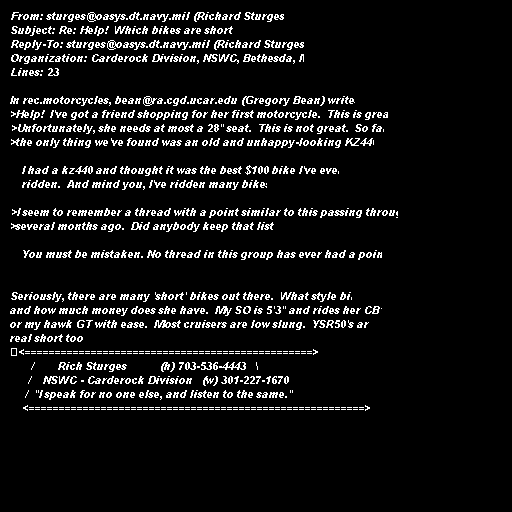 From: sturges@oasys.dt.navy.mil (Richard Sturges
Subject: Re: Help!  Which bikes are short
Reply-To: sturges@oasys.dt.navy.mil (Richard Sturges
Organization: Carderock Division, NSWC, Bethesda,
Lines: 23
In rec.motorcycles, bean@ra.cgd.ucar.edu (Gregory Bean) write
>Help!  I've got a friend shopping for her first motorcycle.  This is grea
>Unfortunately, she needs at most a 28" seat.  This is not great.  So fa
>the only thing we've found was an old and unhappy-looking KZ44
I had a kz440 and thought it was the best $100 bike I've eve
ridden.  And mind you, I've ridden many bike
>I seem to remember a thread with a point similar to this passing throug
>several months ago.  Did anybody keep that list
You must be mistaken. No thread in this group has ever had a poin
Seriously, there are many 'short' bikes out there.  What style bi
and how much money does she have.  My SO is 5'3" and rides her CB
or my hawk GT with ease.  Most cruisers are low slung.  YSR50's ar
real short too
<================================================>
/       Rich Sturges          (h) 703-536-4443   \
/    NSWC - Carderock Division   (w) 301-227-1670
/  "I speak for no one else, and listen to the same."
<========================================================>